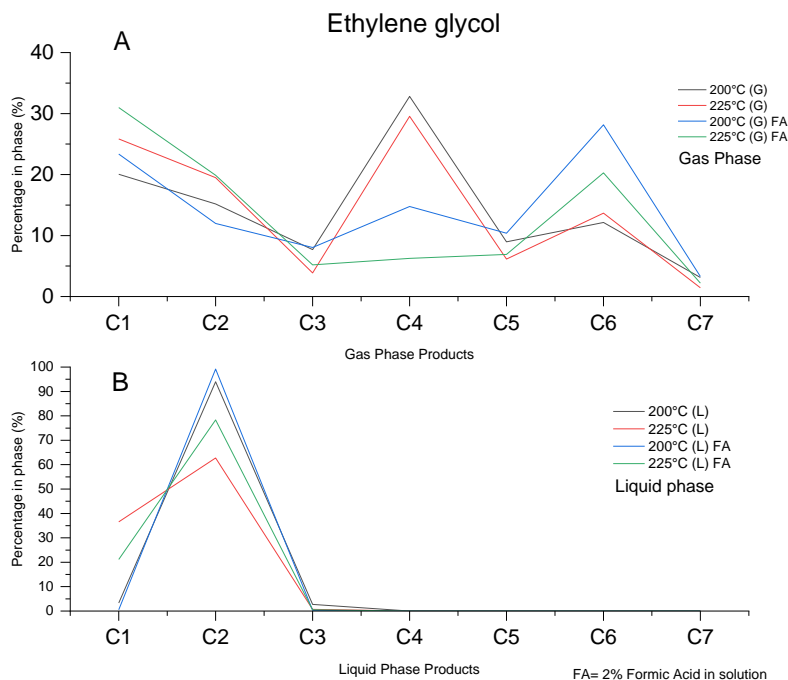 Ethylene glycol
A
40
30
20
10
0
Percentage in phase (%)
200°C (G)
225°C (G)
200°C (G) FA
225°C (G) FA
Gas Phase
C1 C2 C3 C4 C5 C6 C7
Gas Phase Products
B
100
90
80
70
60
50
40
30
20
10
0
Percentage in phase (%)
200°C (L)
225°C (L)
200°C (L) FA
225°C (L) FA
Liquid phase
C1 C2 C3 C4 C5 C6 C7
Liquid Phase Products
FA= 2% Formic Acid in solution